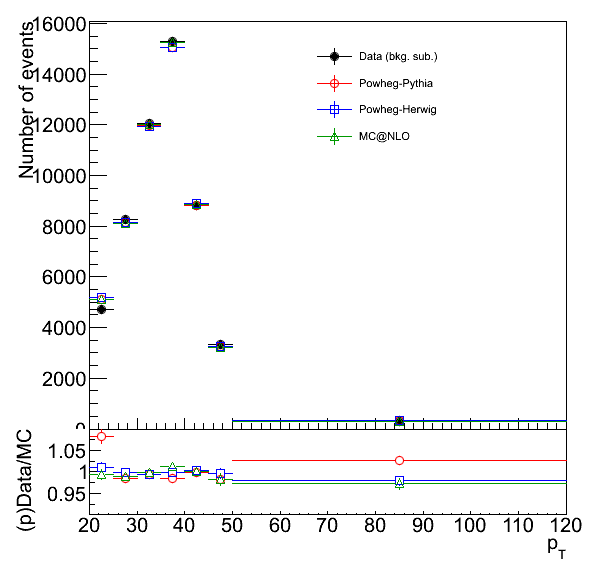 Number of events
16000
14000
12000
10000
8000
6000
4000
2000
0
Data (bkg. sub.)
Powheg-Pythia
Powheg-Herwig
MC@NLO
(p)Data/MC
1.05
1
0.95
20 30 40 50 60 70 80 90 100 110 120
pT